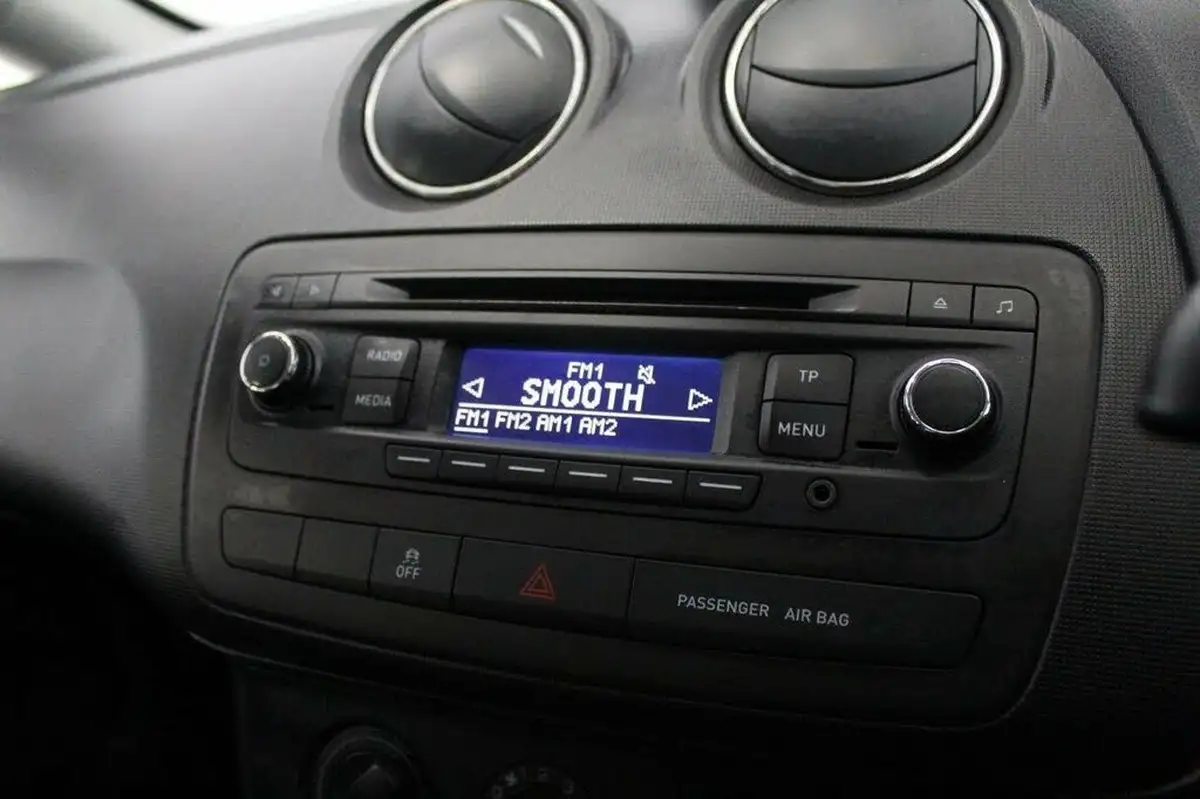 RADIO
MEDIA
FM1
SMOOTH
FM1 FM2 AM1 AM2
TP
MENU
OFF
PASSENGER AIR BAG